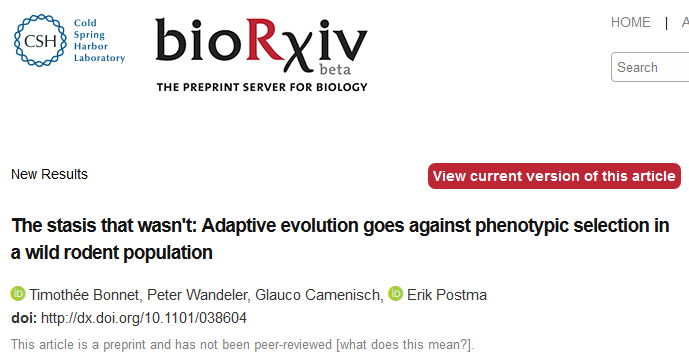 CSH
Cold
Spring
Harbor
Laboratory
bioRχiv
beta
THE PREPRINT SERVER FOR BIOLOGY
HOME | A
Search
New Results
View current version of this article
The stasis that wasn't: Adaptive evolution goes against phenotypic selection in
a wild rodent population
iD Timothée Bonnet, Peter Wandeler, Glauco Camenisch, iD Erik Postma
doi: http://dx.doi.org/10.1101/038604
This article is a preprint and has not been peer-reviewed [what does this mean?].